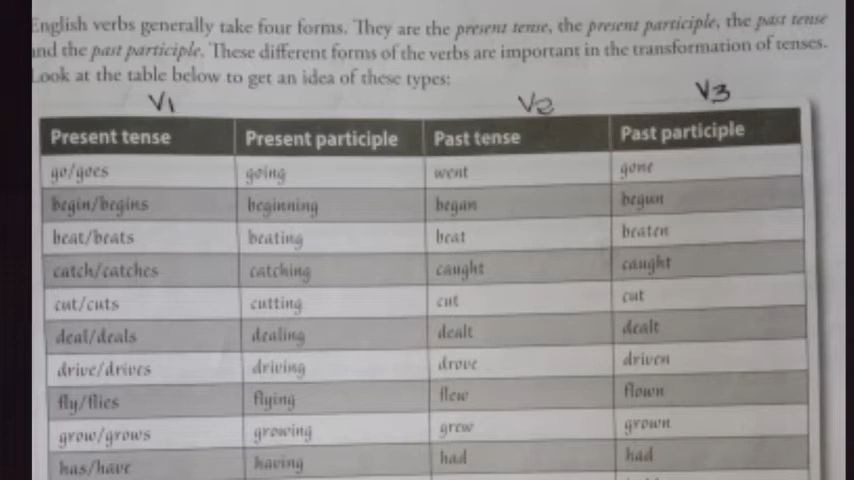 English verbs generally take four forms. They are the present tense, the present participle, the past tense
and the past participle. These different forms of the verbs are important in the transformation of tenses.
Look at the table below to get an idea of these types:
V1 V2 V3
Present tense Present participle Past tense Past participle
go/goes going went gone
begin/begins beginning began begun
beat/beats beating beat beaten
catch/catches catching caught caught
cut/cuts cutting cut cut
deal/deals dealing dealt dealt
drive/drives driving drove driven
fly/flies flying flew flown
grow/grows growing grew grown
has/have having had had